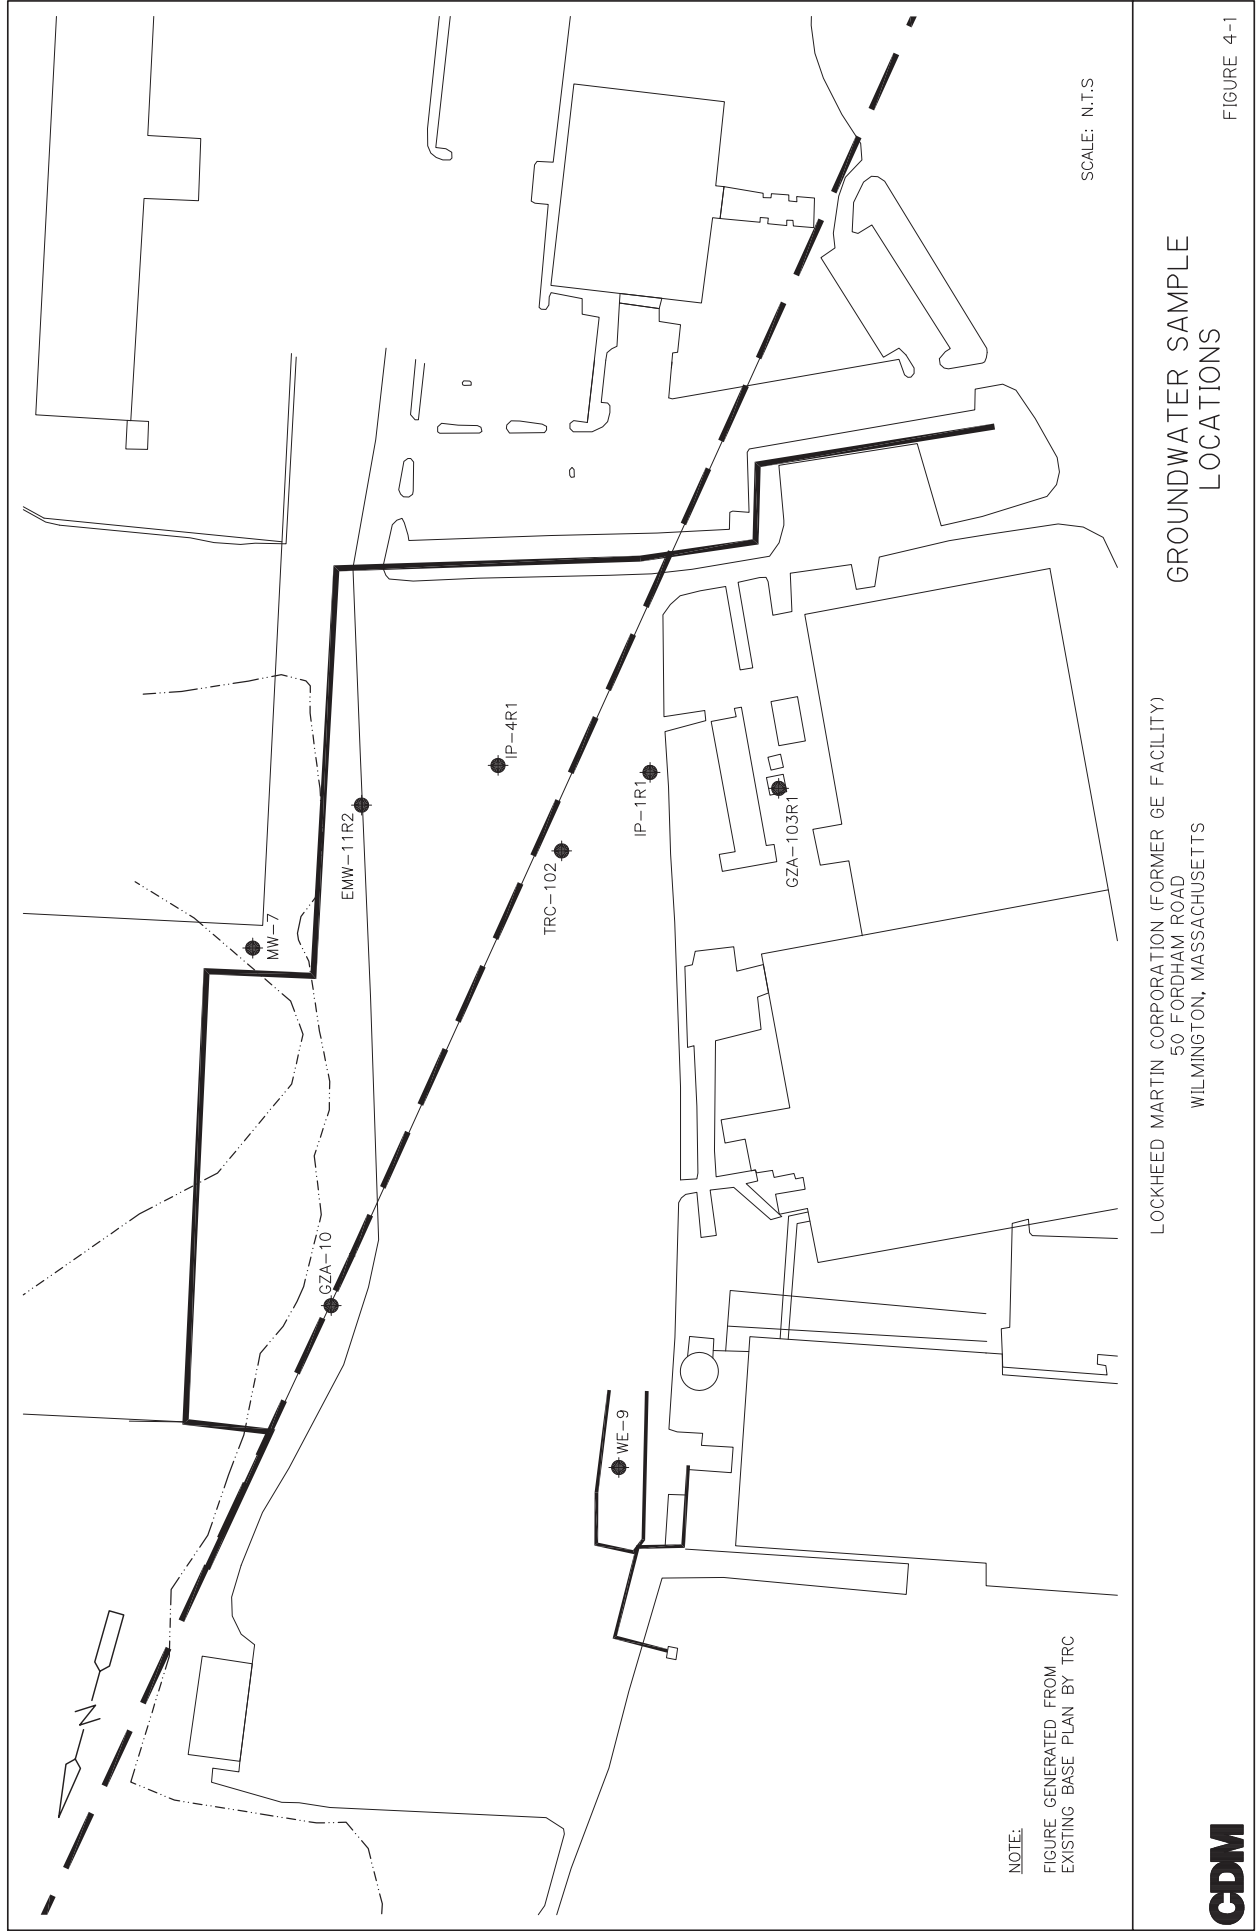 MW-7
EMW-11R2
IP-4R1
TRC-102
IP-1R1
GZA-103R1
GZA-10
WE-9
N
SCALE: N.T.S
NOTE:
FIGURE GENERATED FROM
EXISTING BASE PLAN BY TRC
LOCKHEED MARTIN CORPORATION (FORMER GE FACILITY)
50 FORDHAM ROAD
WILMINGTON, MASSACHUSETTS
GROUNDWATER SAMPLE
LOCATIONS
FIGURE 4-1
CDM